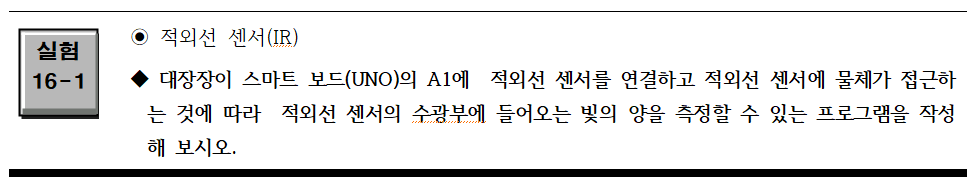 실험
16-1
◉ 적외선 센서(IR)
◆ 대장장이 스마트 보드(UNO)의 A1에 적외선 센서를 연결하고 적외선 센서에 물체가 접근하
는 것에 따라 적외선 센서의 수광부에 들어오는 빛의 양을 측정할 수 있는 프로그램을 작성
해 보시오.